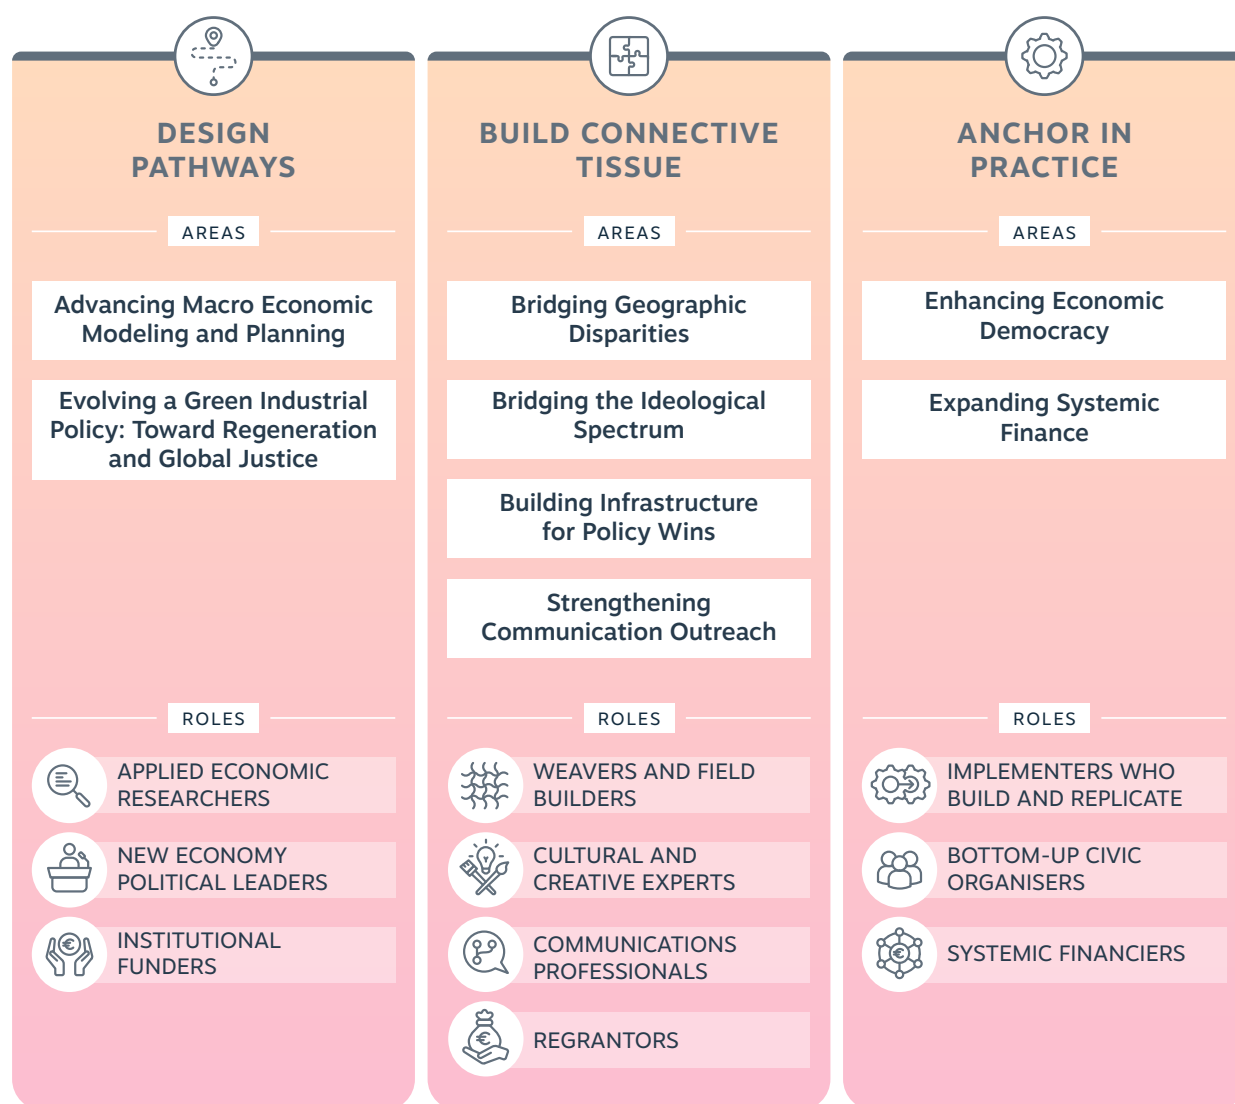 DESIGN
PATHWAYS
AREAS
Advancing Macro Economic
Modeling and Planning
Evolving a Green Industrial
Policy: Toward Regeneration
and Global Justice
ROLES
APPLIED ECONOMIC
RESEARCHERS
NEW ECONOMY
POLITICAL LEADERS
€
INSTITUTIONAL
FUNDERS
BUILD CONNECTIVE
TISSUE
AREAS
Bridging Geographic
Disparities
Bridging the Ideological
Spectrum
Building Infrastructure
for Policy Wins
Strengthening
Communication Outreach
ROLES
WEAVERS AND FIELD
BUILDERS
CULTURAL AND
CREATIVE EXPERTS
COMMUNICATIONS
PROFESSIONALS
€
REGRANTORS
ANCHOR IN
PRACTICE
AREAS
Enhancing Economic
Democracy
Expanding Systemic
Finance
ROLES
IMPLEMENTERS WHO
BUILD AND REPLICATE
BOTTOM-UP CIVIC
ORGANISERS
€
SYSTEMIC FINANCIERS